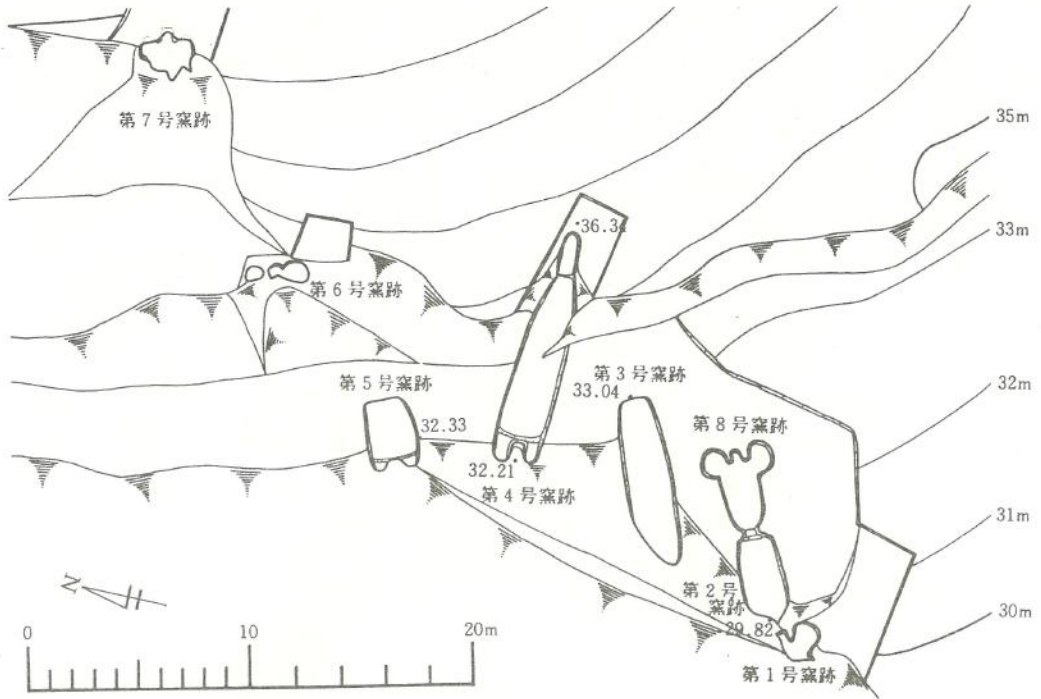 第7号窯跡
35m
36.34
33m
第6号窯跡
第3号窯跡
第5号窯跡
33.04
32m
32.33
第8号窯跡
32.21
第4号窯跡
31m
第2号
窯跡
N
30m
29.82
0 10 20m
第1号窯跡